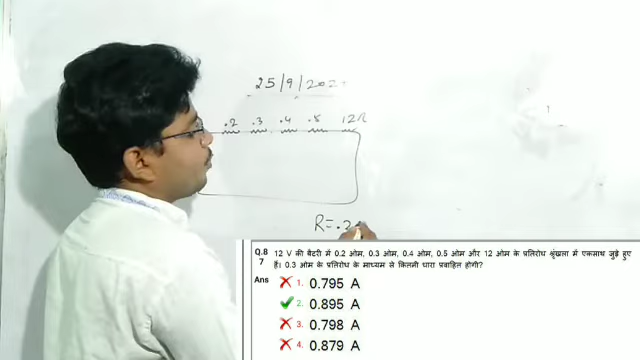 25/9/202
.2 .3 .4 .5 12Ω
R=.2
Q.8
7
12 V की बैटरी में 0.2 ओम, 0.3 ओम, 0.4 ओम, 0.5 ओम और 12 ओम के प्रतिरोध श्रृंखला में एकसाथ जुड़े हुए
हैं। 0.3 ओम के प्रतिरोध के माध्यम से कितनी धारा प्रवाहित होगी?
Ans
1. 0.795 A
2. 0.895 A
3. 0.798 A
4. 0.879 A